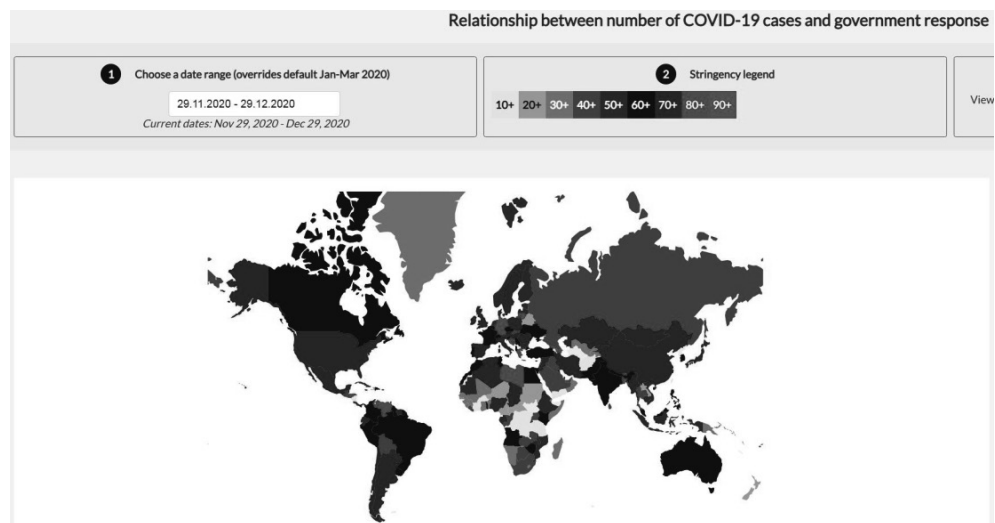 Relationship between number of COVID-19 cases and government response
1 Choose a date range (overrides default Jan-Mar 2020)
29.11.2020 - 29.12.2020
Current dates: Nov 29, 2020 - Dec 29, 2020
2 Stringency legend
10+ 20+ 30+ 40+ 50+ 60+ 70+ 80+ 90+
View